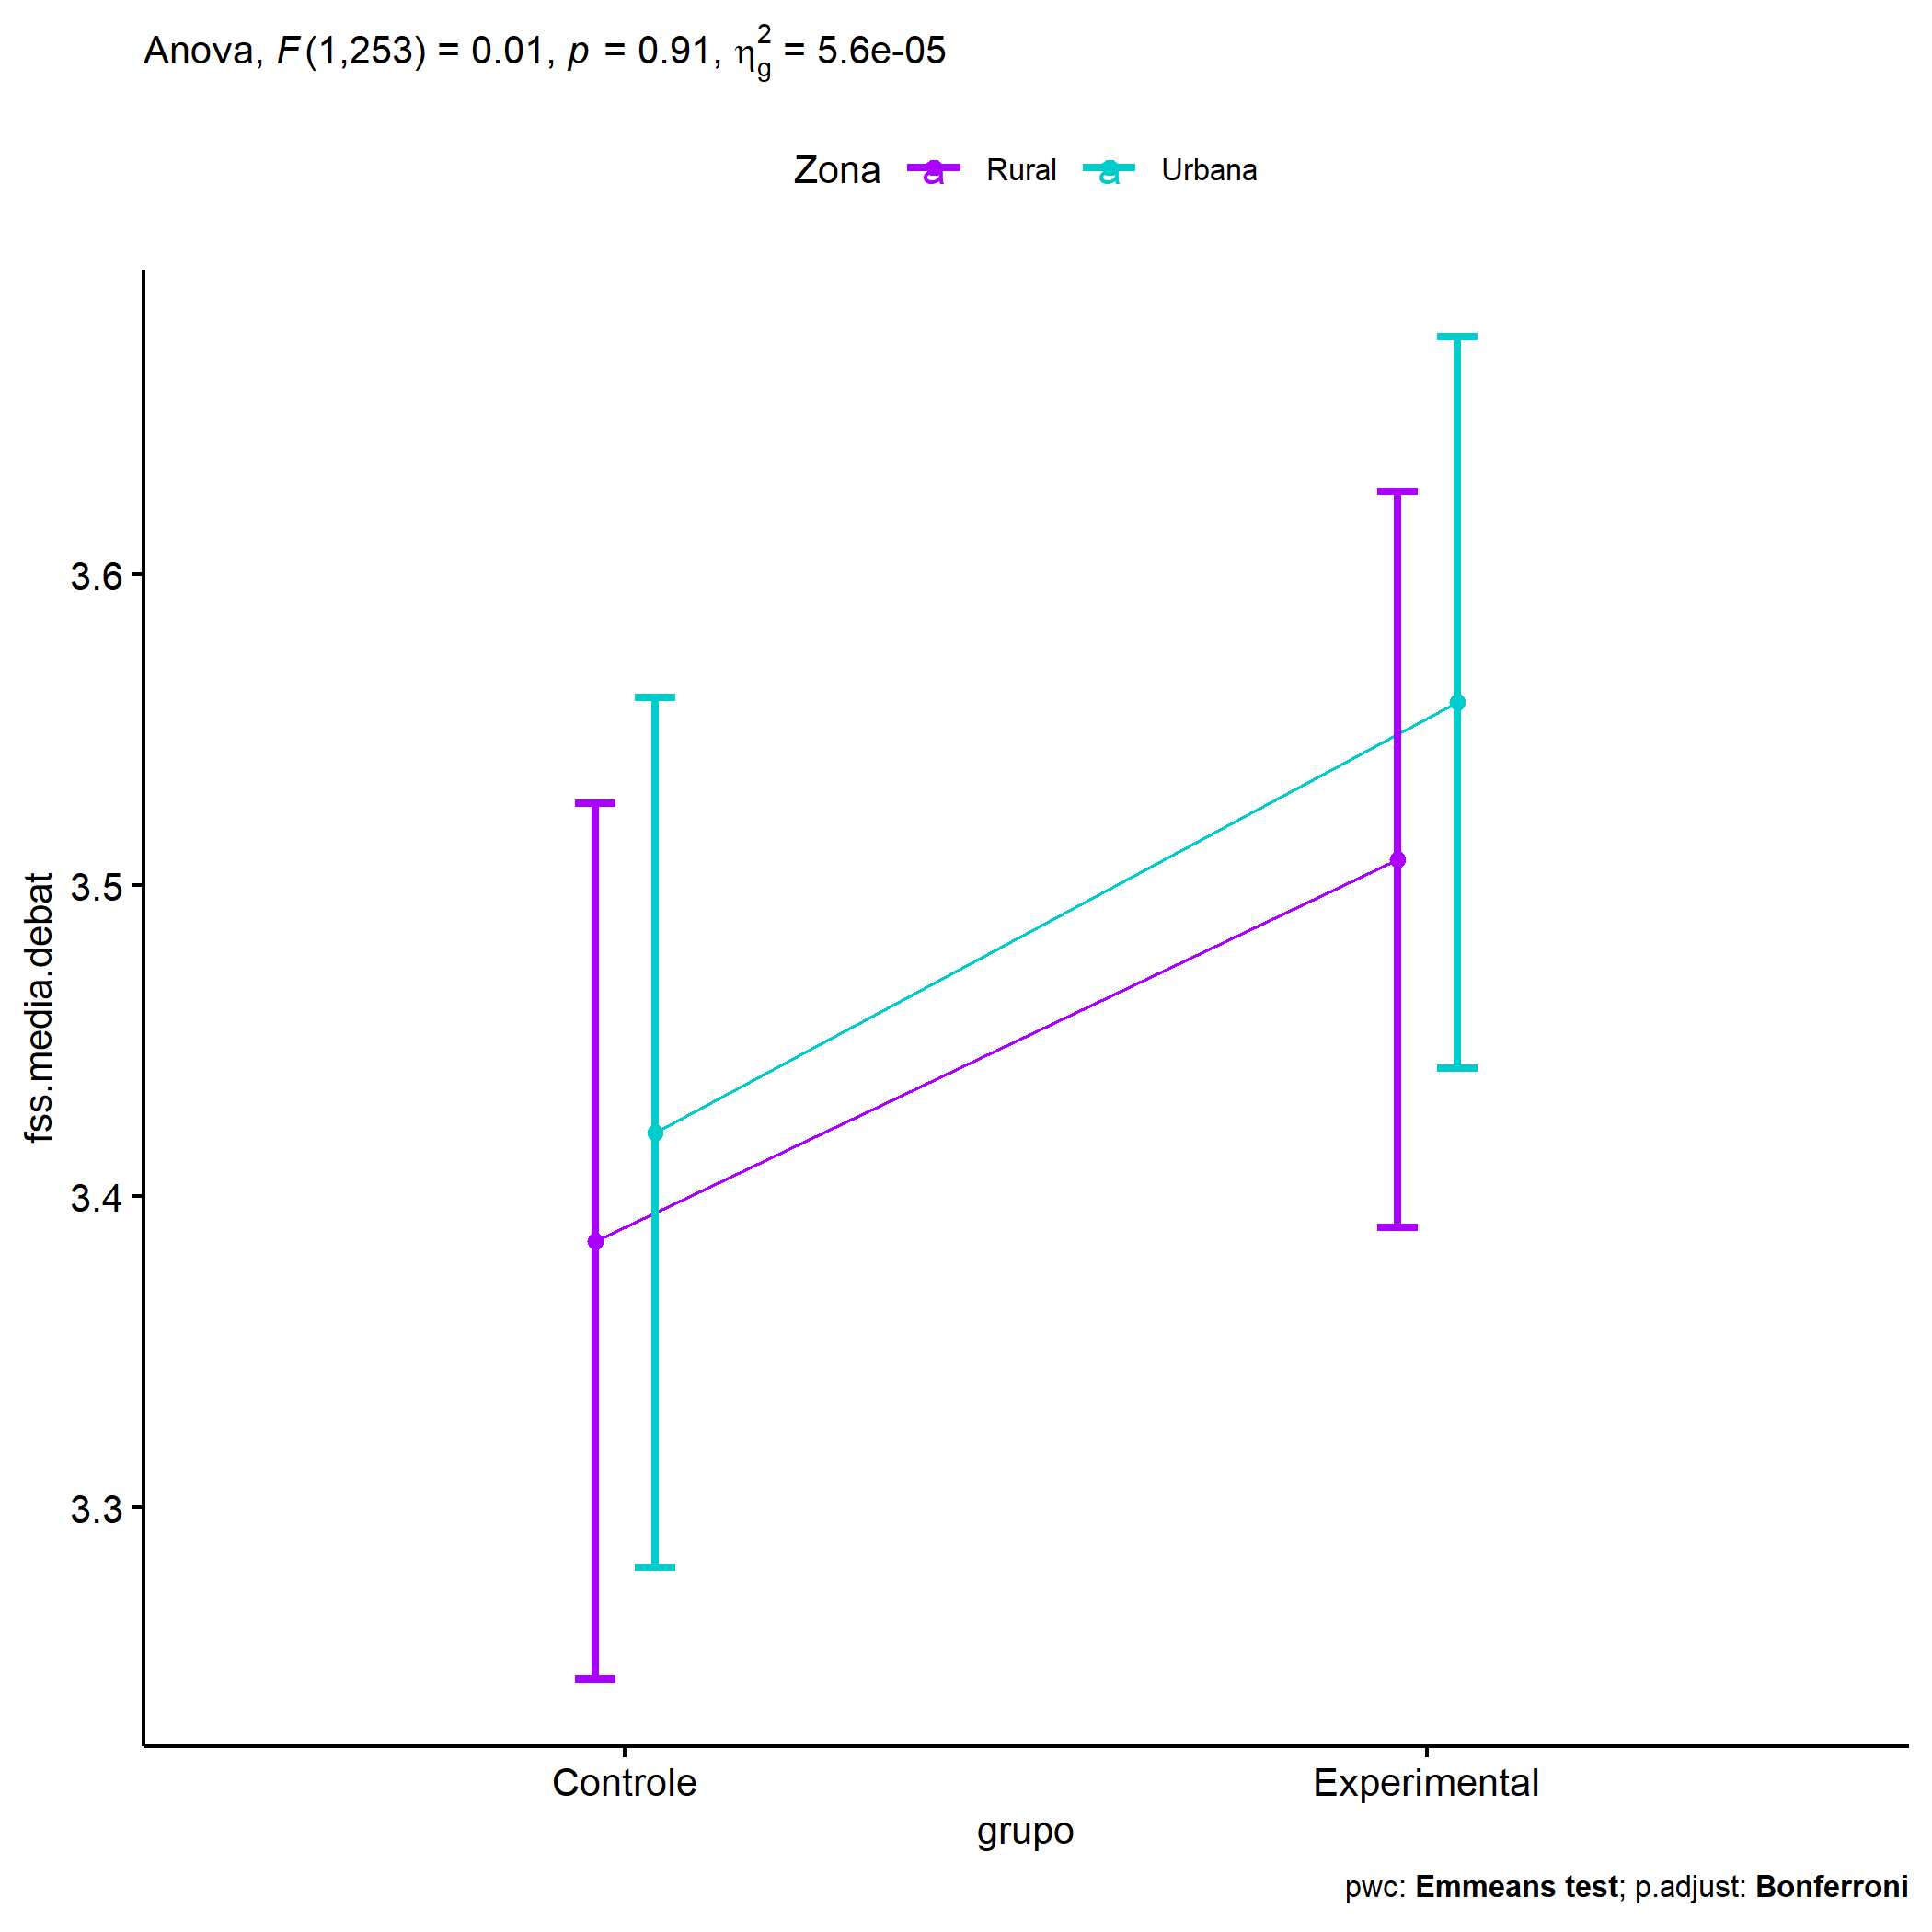 Anova, F(1,253) = 0.01, p = 0.91, η²g = 5.6e-05
Zona a Rural a Urbana
fss.media.debat
3.6
3.5
3.4
3.3
Controle Experimental
grupo
pwc: Emmeans test; p.adjust: Bonferroni